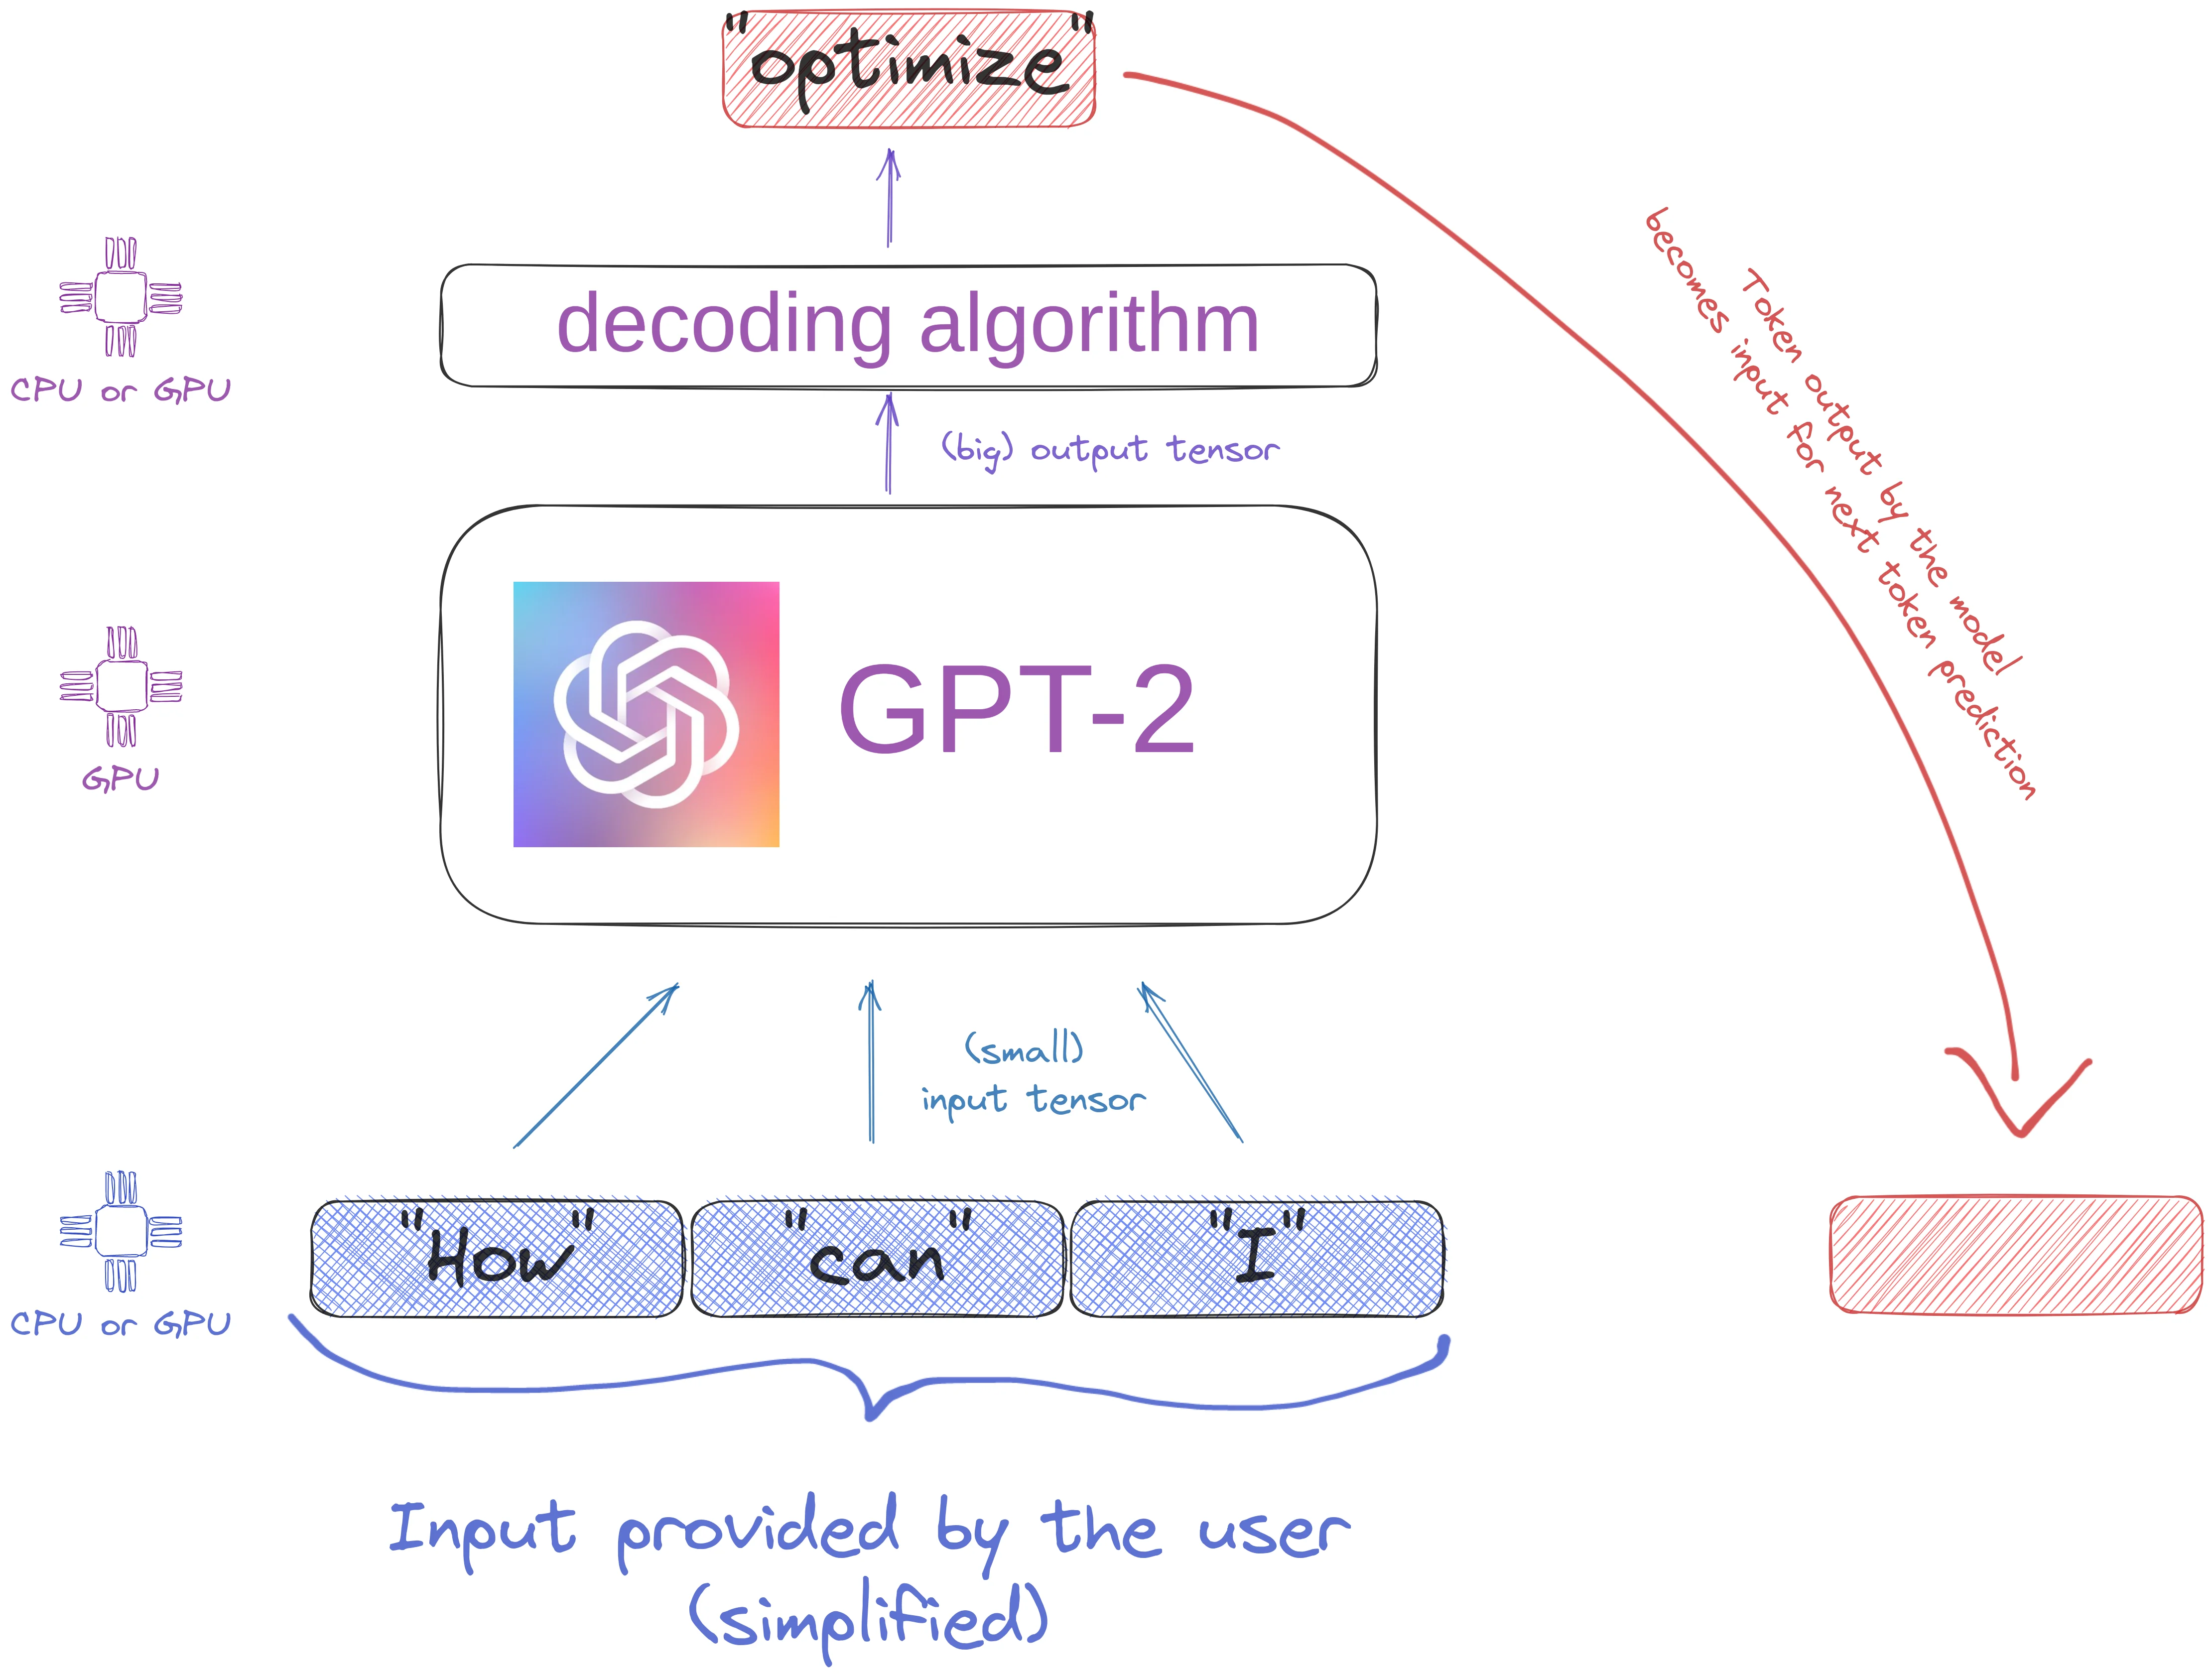 "optimize"
decoding algorithm
CPU or GPU
(big) output tensor
Token output by the model
becomes input for next token prediction
GPT-2
GPU
(small)
input tensor
"How" "can" "I"
CPU or GPU
Input provided by the user
(simplified)